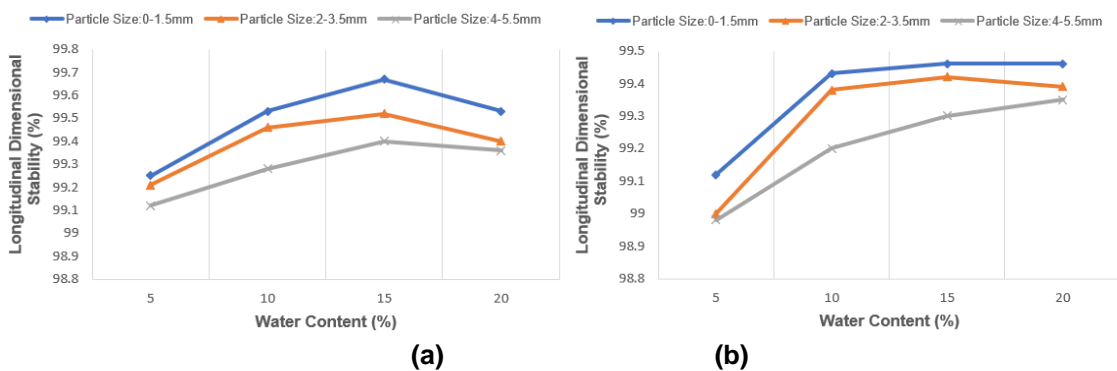 Particle Size:0-1.5mm Particle Size:2-3.5mm Particle Size:4-5.5mm
99.8
99.7
99.6
99.5
99.4
99.3
99.2
99.1
99
98.9
98.8
Longitudinal Dimensional
Stability (%)
5 10 15 20
Water Content (%)
(a)
Particle Size:0-1.5mm Particle Size:2-3.5mm Particle Size:4-5.5mm
99.5
99.4
99.3
99.2
99.1
99
98.9
98.8
Longitudinal Dimensional
Stability (%)
5 10 15 20
Water Content (%)
(b)